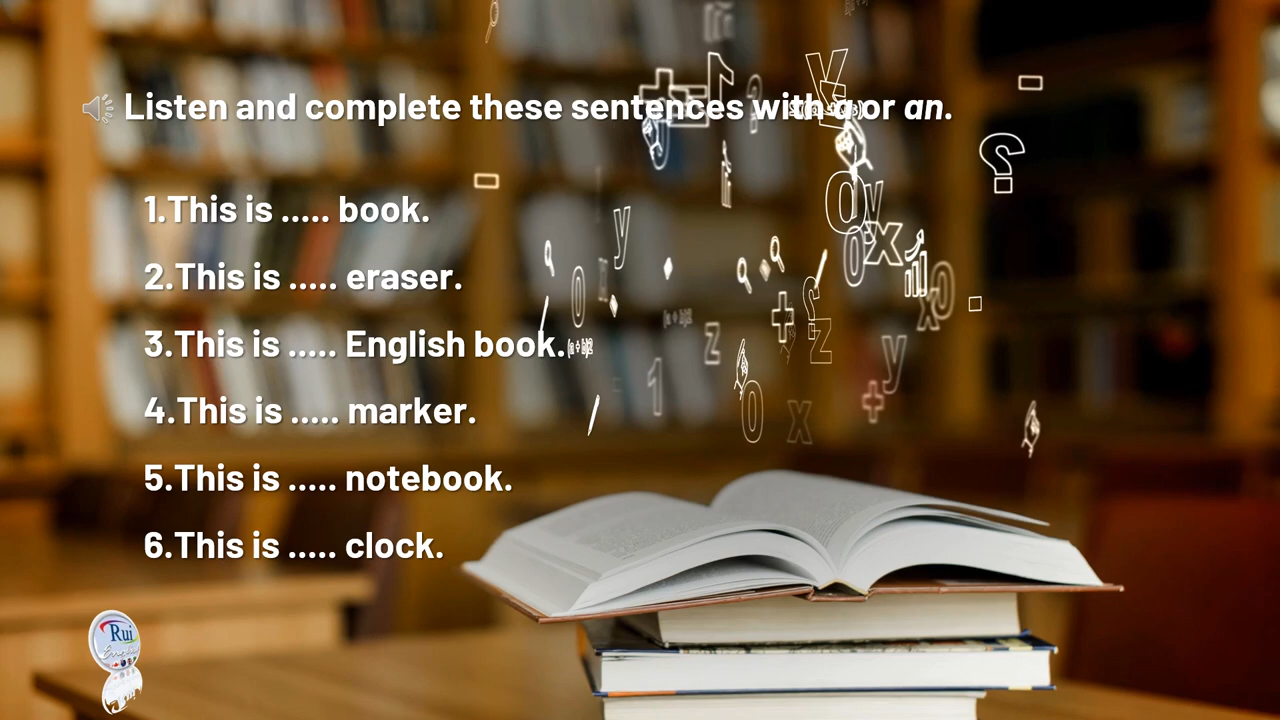 Listen and complete these sentences with a or an.
1.This is ..... book.
2.This is ..... eraser.
3.This is ..... English book.
4.This is ..... marker.
5.This is ..... notebook.
6.This is ..... clock.
Rui